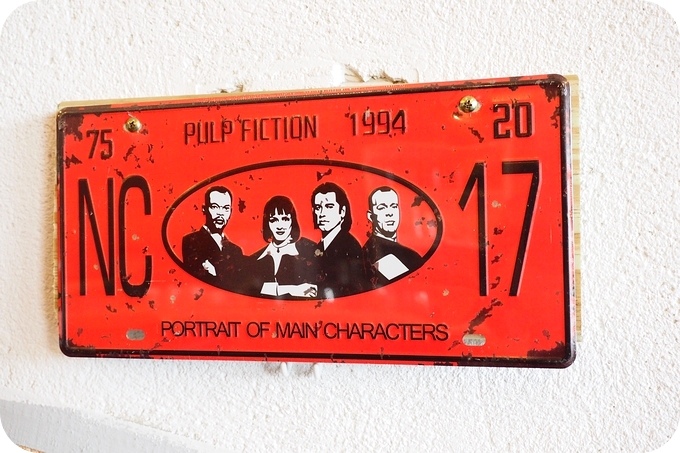 PULP FICTION 1994
75
20
NC 17
PORTRAIT OF MAIN CHARACTERS